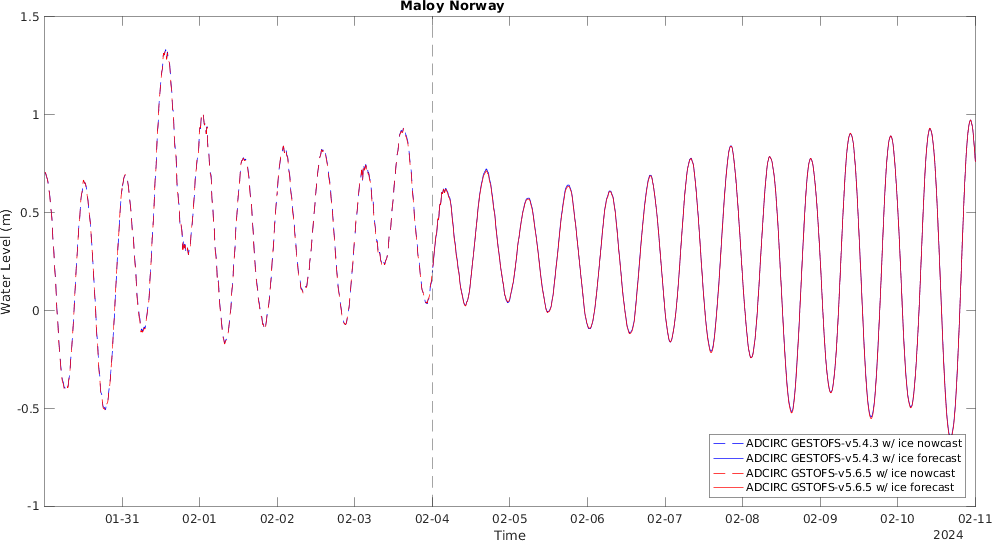 Maloy Norway
1.5
1
0.5
0
-0.5
-1
Water Level (m)
ADCIRC GESTOFS-v5.4.3 w/ ice nowcast
ADCIRC GESTOFS-v5.4.3 w/ ice forecast
ADCIRC GSTOFS-v5.6.5 w/ ice nowcast
ADCIRC GSTOFS-v5.6.5 w/ ice forecast
01-31 02-01 02-02 02-03 02-04 02-05 02-06 02-07 02-08 02-09 02-10 02-11
Time
2024